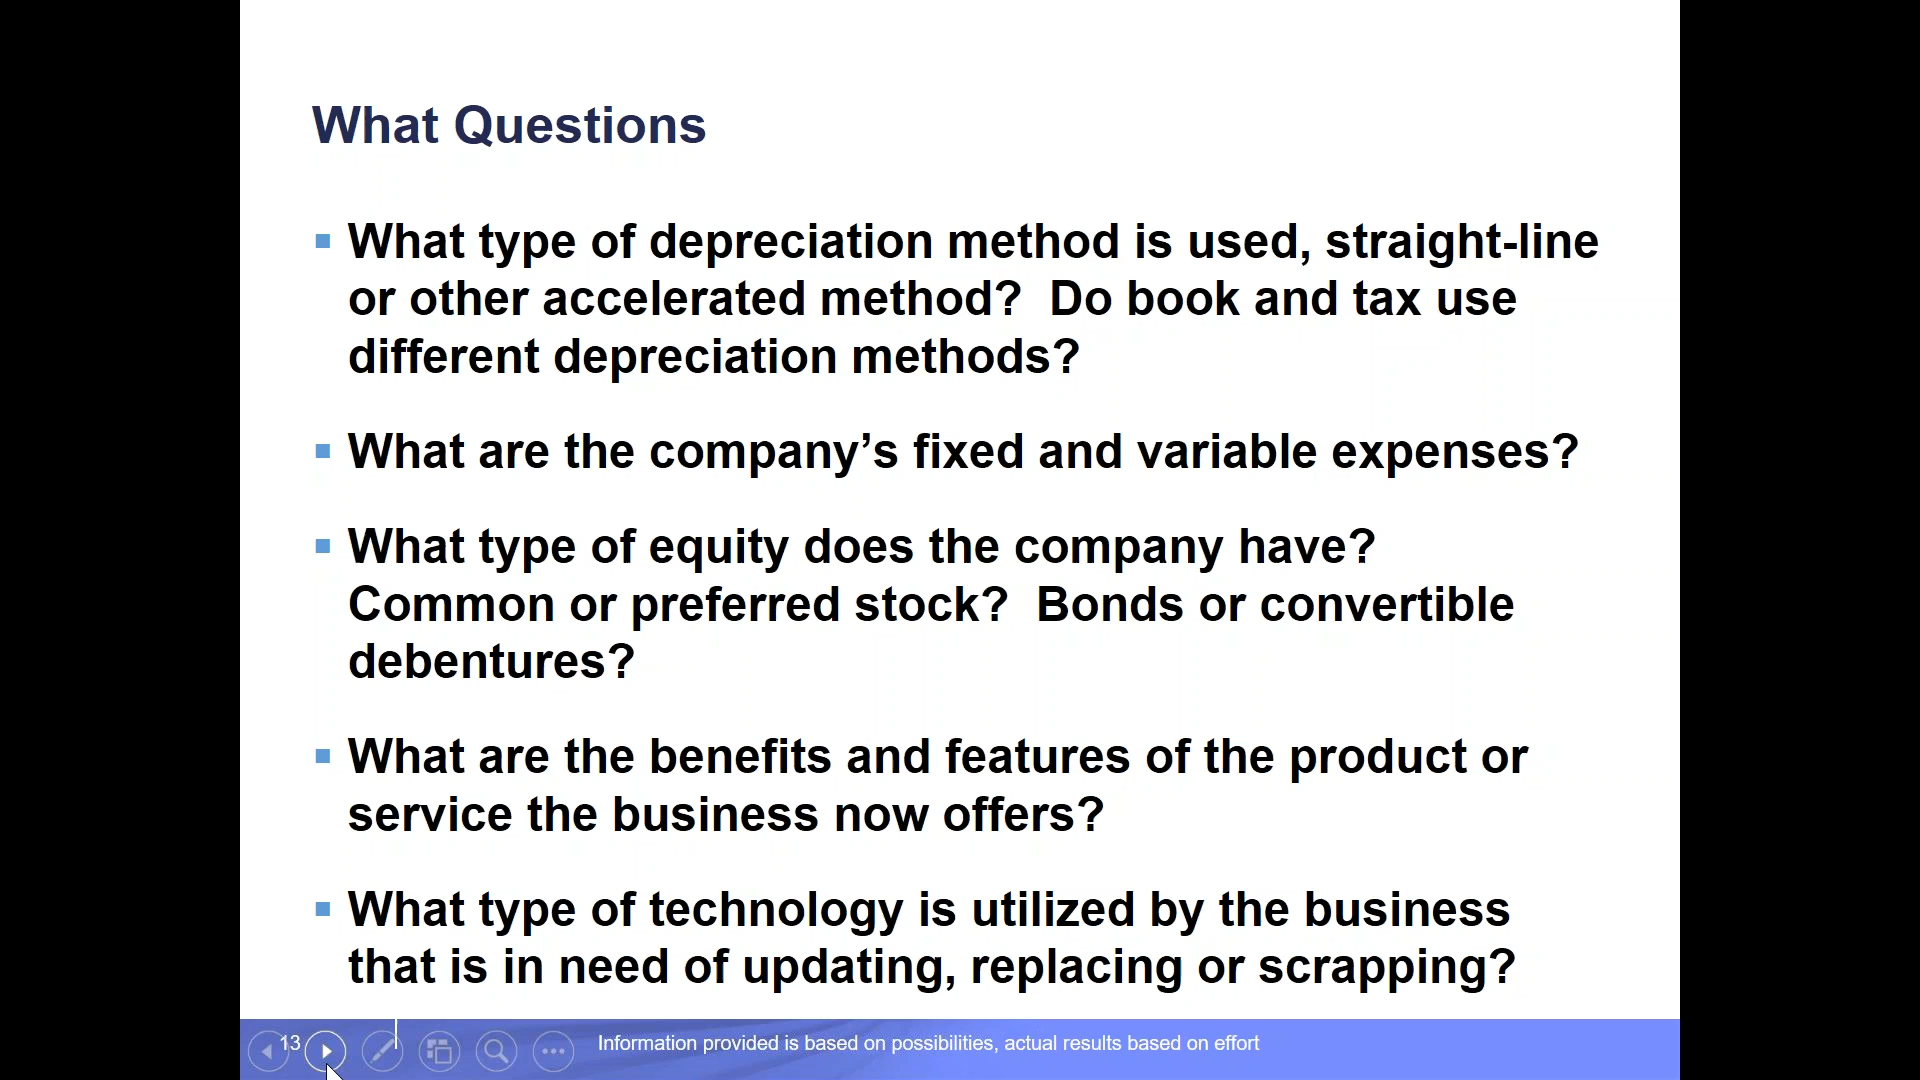 What Questions
What type of depreciation method is used, straight-line
or other accelerated method?  Do book and tax use
different depreciation methods?
What are the company’s fixed and variable expenses?
What type of equity does the company have?
Common or preferred stock?  Bonds or convertible
debentures?
What are the benefits and features of the product or
service the business now offers?
What type of technology is utilized by the business
that is in need of updating, replacing or scrapping?
13
Information provided is based on possibilities, actual results based on effort